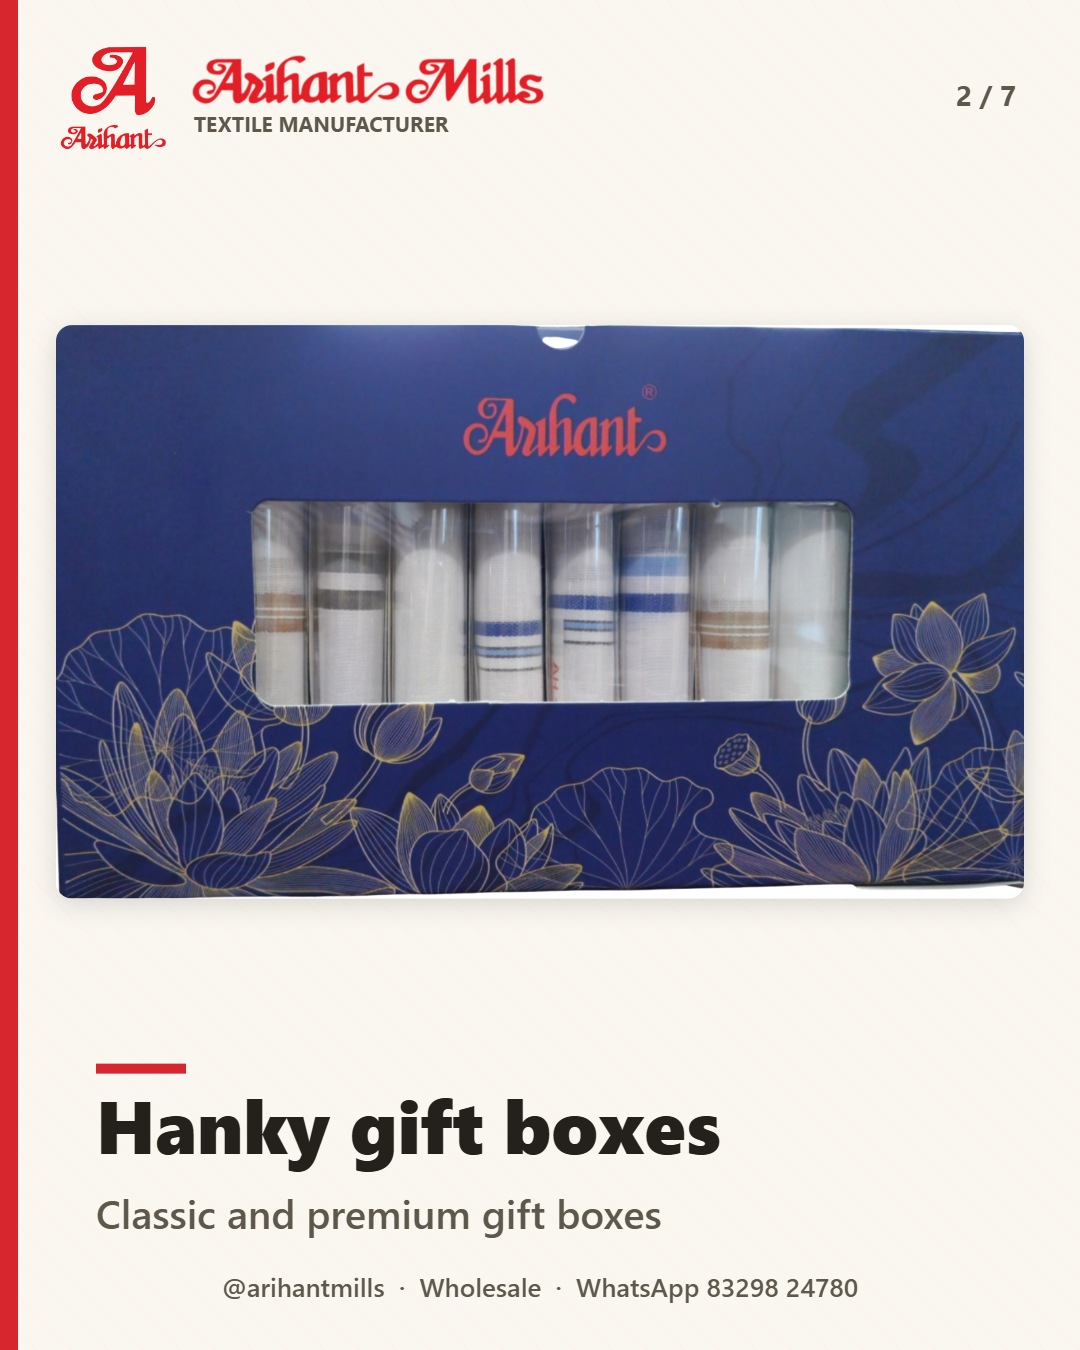 A
Arihant
Arihant Mills
TEXTILE MANUFACTURER
2 / 7
Arihant®
Hanky gift boxes
Classic and premium gift boxes
@arihantmills · Wholesale · WhatsApp 83298 24780